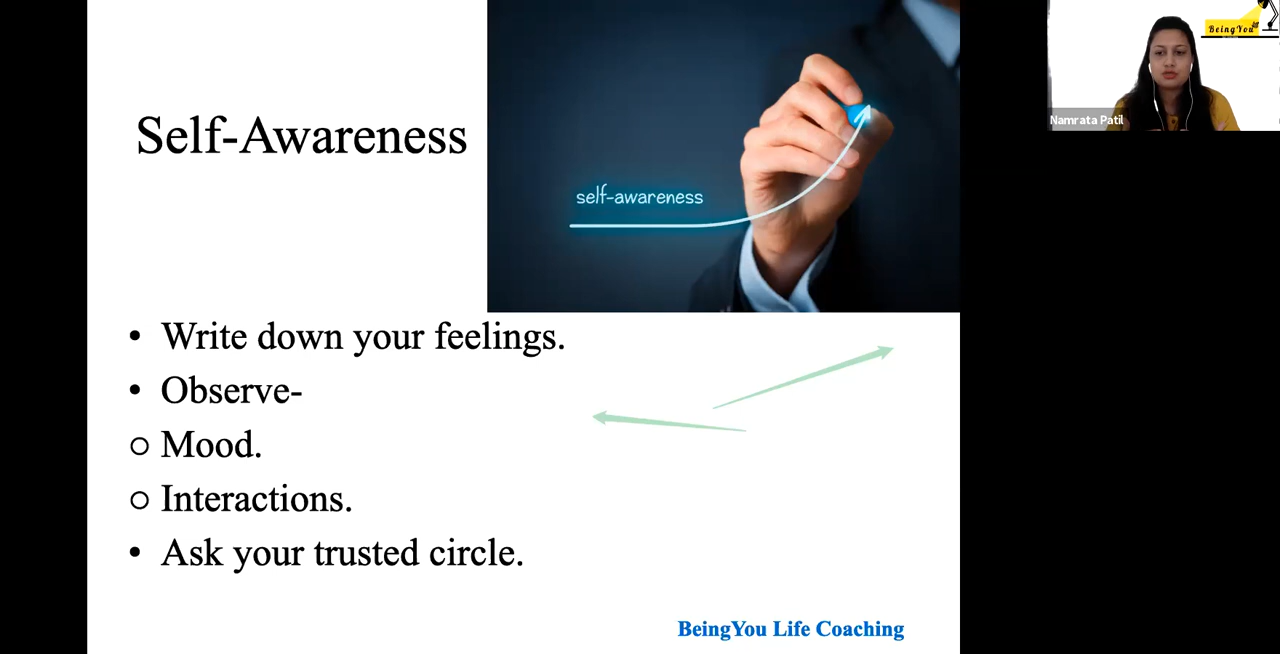 Self-Awareness
self-awareness
• Write down your feelings.
• Observe-
○ Mood.
○ Interactions.
• Ask your trusted circle.
BeingYou Life Coaching
BeingYou
Namrata Patil